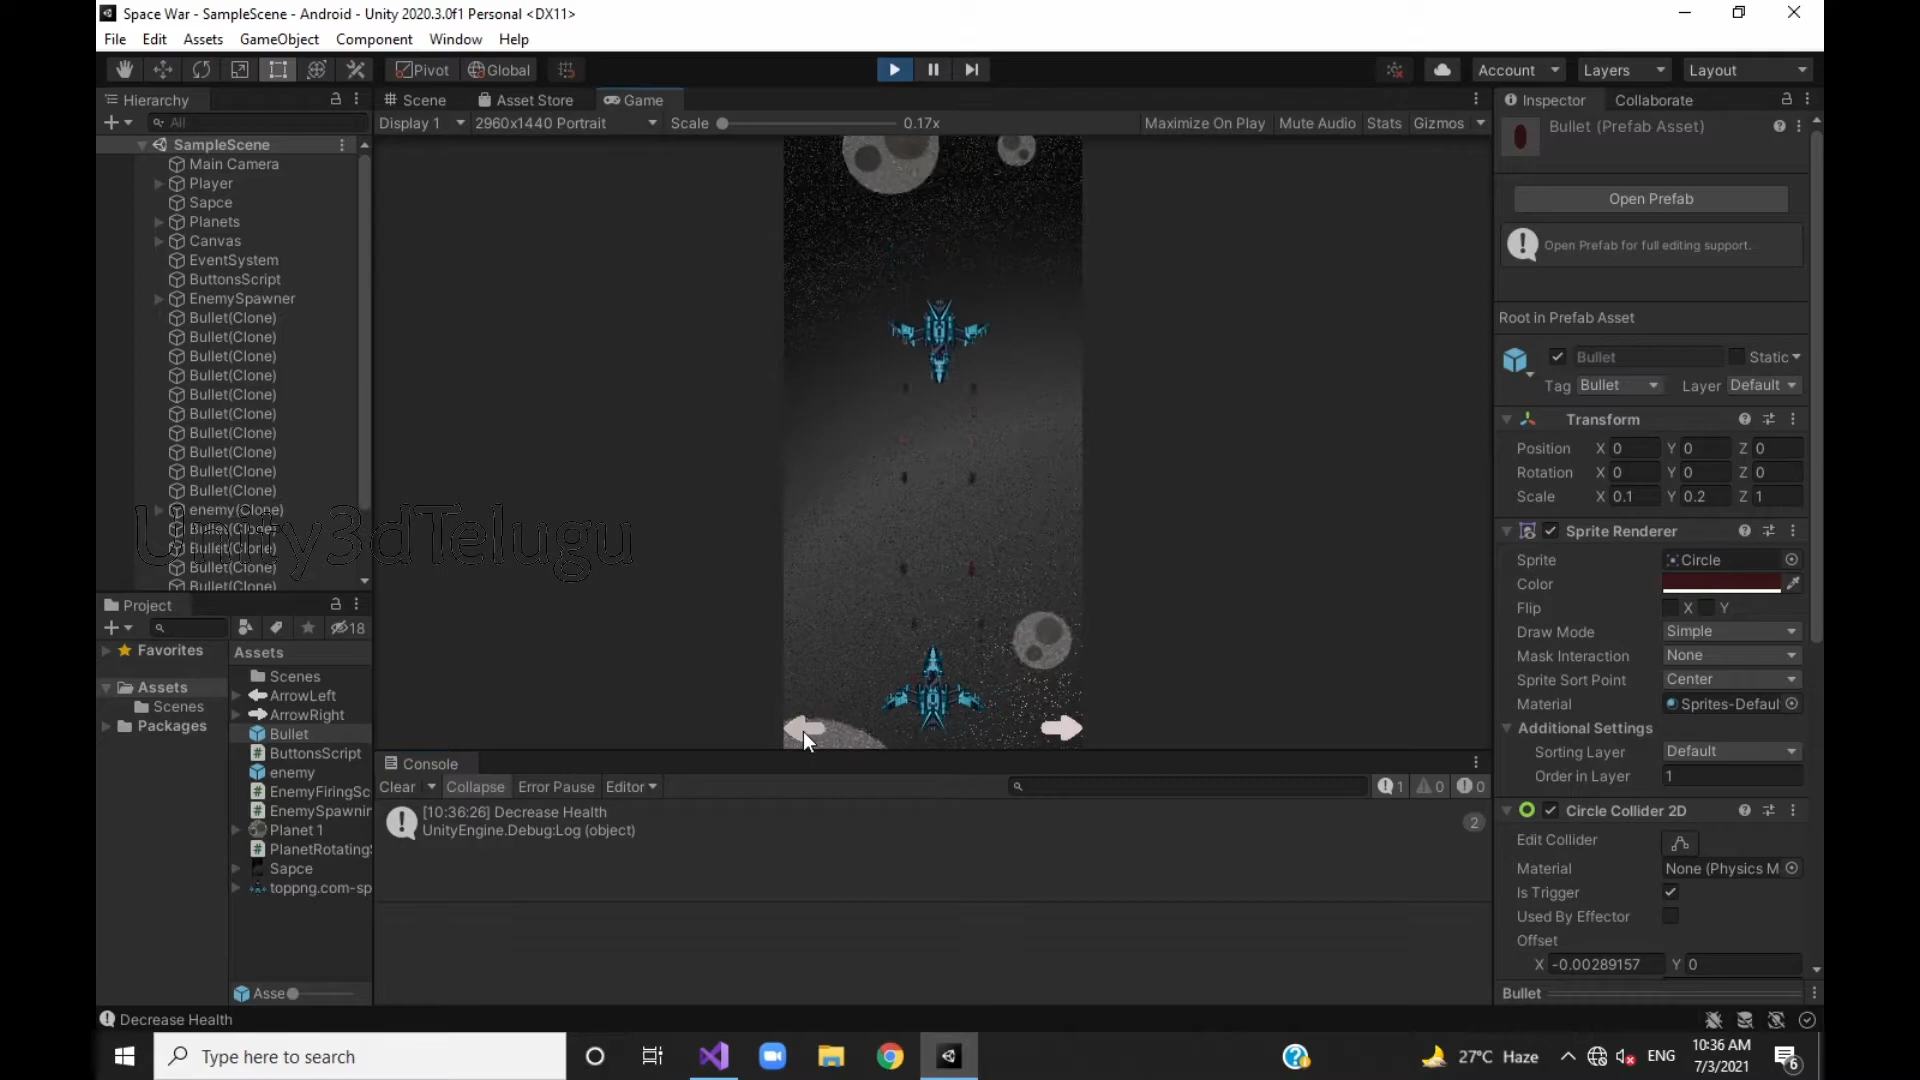 Space War - SampleScene - Android - Unity 2020.3.0f1 Personal <DX11>
File Edit Assets GameObject Component Window Help
Pivot Global Account Layers Layout
Hierarchy
All
SampleScene
Main Camera
Player
Sapce
Planets
Canvas
EventSystem
ButtonsScript
EnemySpawner
Bullet(Clone)
Bullet(Clone)
Bullet(Clone)
Bullet(Clone)
Bullet(Clone)
Bullet(Clone)
Bullet(Clone)
Bullet(Clone)
Bullet(Clone)
Bullet(Clone)
enemy(Clone)
Bullet(Clone)
Bullet(Clone)
Bullet(Clone)
Bullet(Clone)
Unity3dTelugu
Scene Asset Store Game
Display 1 2960x1440 Portrait Scale 0.17x Maximize On Play Mute Audio Stats Gizmos
Project
18
Favorites
Assets
Scenes
Packages
Assets
Scenes
ArrowLeft
ArrowRight
Bullet
ButtonsScript
enemy
EnemyFiringSc
EnemySpawnin
Planet 1
PlanetRotatingS
Sapce
toppng.com-sp
Asse
Console
Clear Collapse Error Pause Editor 1 0 0
[10:36:26] Decrease Health
UnityEngine.Debug:Log (object)
2
Inspector Collaborate
Bullet (Prefab Asset)
Open Prefab
Open Prefab for full editing support.
Root in Prefab Asset
Bullet Static
Tag Bullet Layer Default
Transform
Position X 0 Y 0 Z 0
Rotation X 0 Y 0 Z 0
Scale X 0.1 Y 0.2 Z 1
Sprite Renderer
Sprite Circle
Color
Flip X Y
Draw Mode Simple
Mask Interaction None
Sprite Sort Point Center
Material Sprites-Defaul
Additional Settings
Sorting Layer Default
Order in Layer 1
Circle Collider 2D
Edit Collider
Material None (Physics M
Is Trigger
Used By Effector
Offset
X -0.00289157 Y 0
Bullet
Decrease Health
Type here to search
27°C Haze ENG
10:36 AM
7/3/2021
6